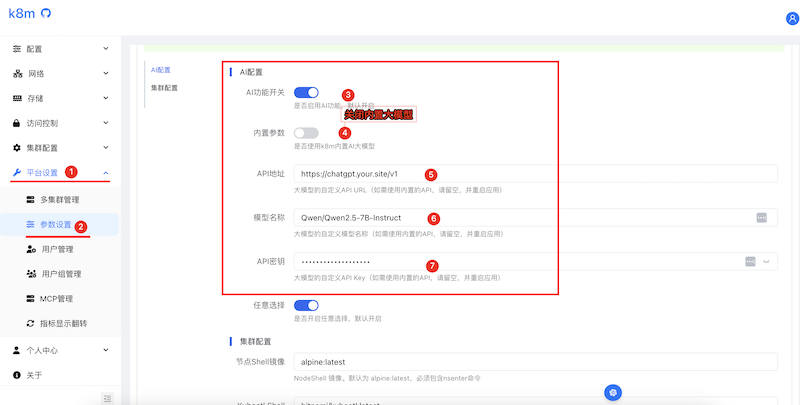 k8m
配置
网络
存储
访问控制
集群配置
平台设置
1
多集群管理
参数设置
2
用户管理
用户组管理
MCP管理
指标显示翻转
个人中心
关于
AI配置
集群配置
AI配置
AI功能开关
3
是否启用AI功能，默认开启
关闭内置大模型
内置参数
4
是否使用k8m内置AI大模型
API地址
https://chatgpt.your.site/v1
5
大模型的自定义API URL（如需使用内置的API，请留空，并重启应用）
模型名称
Qwen/Qwen2.5-7B-Instruct
6
大模型的自定义模型名称（如需使用内置的API，请留空，并重启应用）
API密钥
••••••••••••••••••
7
大模型的自定义API Key（如需使用内置的API，请留空，并重启应用）
任意选择
是否开启任意选择，默认开启
集群配置
节点Shell镜像
alpine:latest
NodeShell 镜像。默认为 alpine:latest，必须包含nsenter命令